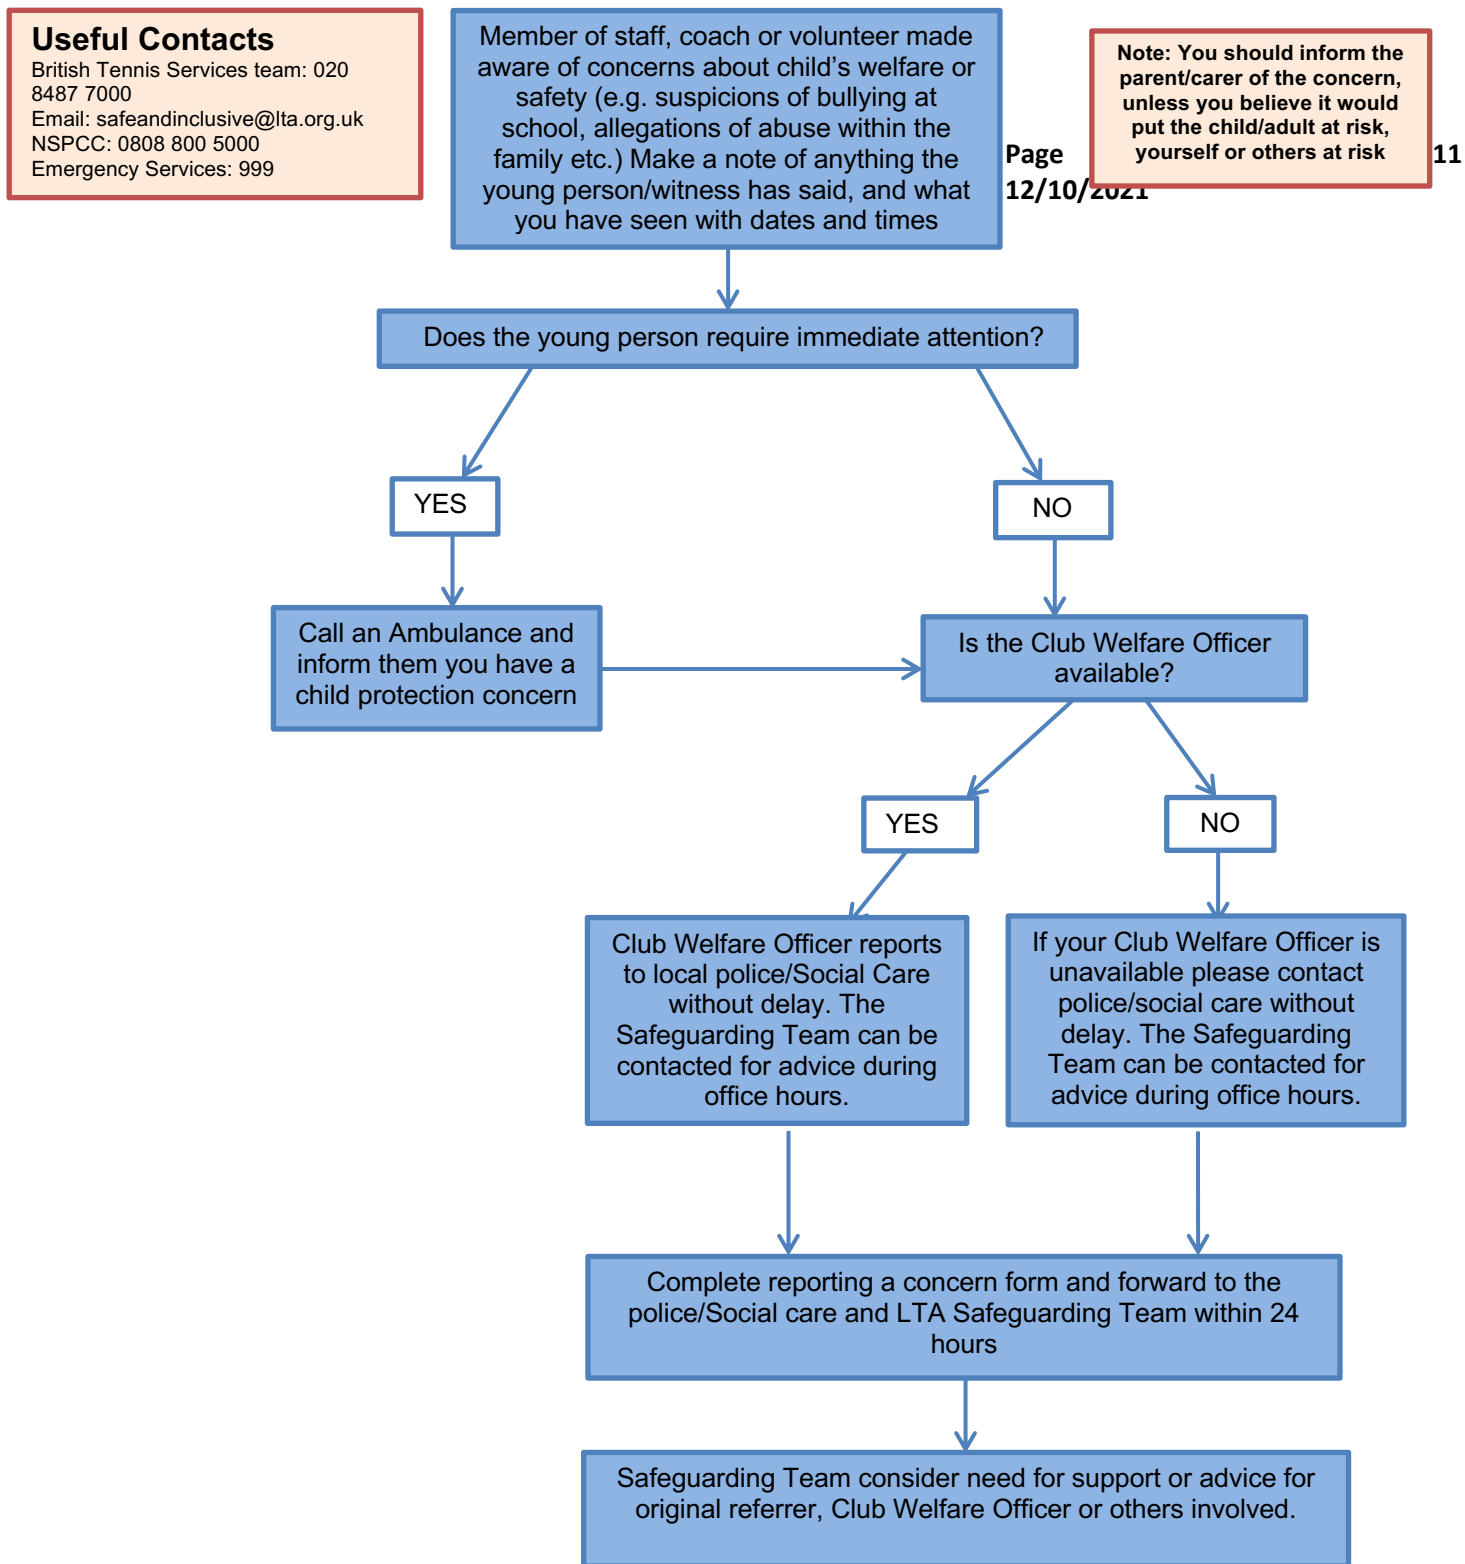 Useful Contacts
British Tennis Services team: 020
8487 7000
Email: safeandinclusive@lta.org.uk
NSPCC: 0808 800 5000
Emergency Services: 999
Member of staff, coach or volunteer made
aware of concerns about child’s welfare or
safety (e.g. suspicions of bullying at
school, allegations of abuse within the
family etc.) Make a note of anything the
young person/witness has said, and what
you have seen with dates and times
Note: You should inform the
parent/carer of the concern,
unless you believe it would
put the child/adult at risk,
yourself or others at risk
Page 11
12/10/2021
Does the young person require immediate attention?
YES
NO
Call an Ambulance and
inform them you have a
child protection concern
Is the Club Welfare Officer
available?
YES
NO
Club Welfare Officer reports
to local police/Social Care
without delay. The
Safeguarding Team can be
contacted for advice during
office hours.
If your Club Welfare Officer is
unavailable please contact
police/social care without
delay. The Safeguarding
Team can be contacted for
advice during office hours.
Complete reporting a concern form and forward to the
police/Social care and LTA Safeguarding Team within 24
hours
Safeguarding Team consider need for support or advice for
original referrer, Club Welfare Officer or others involved.